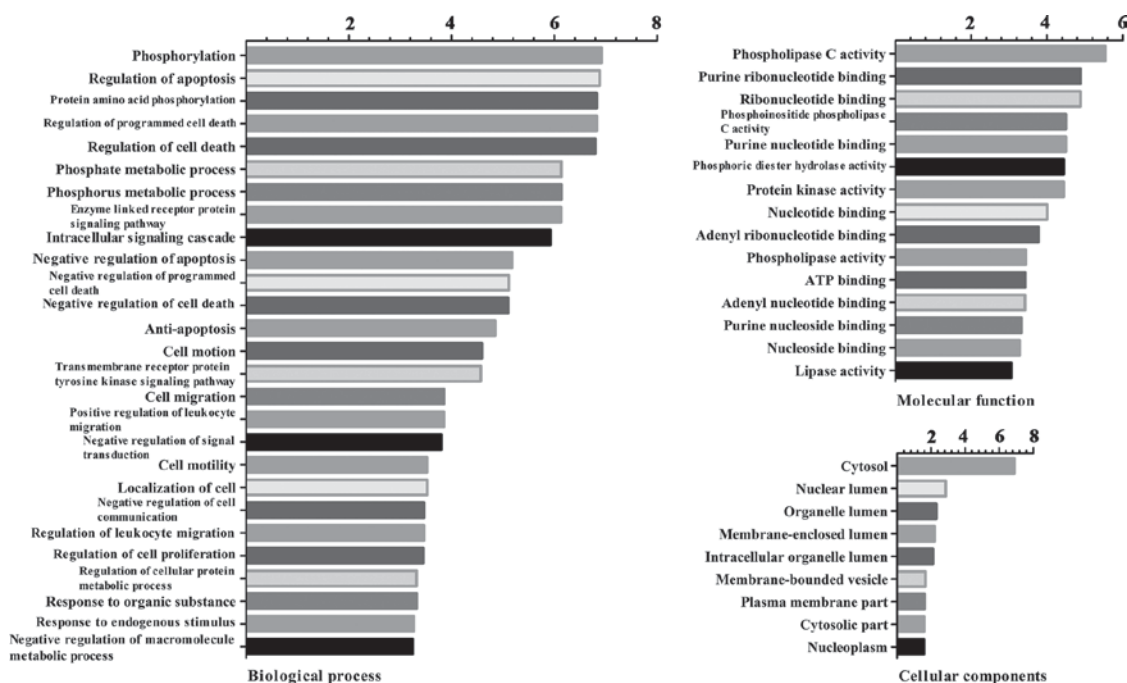 2 4 6 8
Phosphorylation
Regulation of apoptosis
Protein amino acid phosphorylation
Regulation of programmed cell death
Regulation of cell death
Phosphate metabolic process
Phosphorus metabolic process
Enzyme linked receptor protein
signaling pathway
Intracellular signaling cascade
Negative regulation of apoptosis
Negative regulation of programmed
cell death
Negative regulation of cell death
Anti-apoptosis
Cell motion
Transmembrane receptor protein
tyrosine kinase signaling pathway
Cell migration
Positive regulation of leukocyte
migration
Negative regulation of signal
transduction
Cell motility
Localization of cell
Negative regulation of cell
communication
Regulation of leukocyte migration
Regulation of cell proliferation
Regulation of cellular protein
metabolic process
Response to organic substance
Response to endogenous stimulus
Negative regulation of macromolecule
metabolic process
Biological process
2 4 6
Phospholipase C activity
Purine ribonucleotide binding
Ribonucleotide binding
Phosphoinositide phospholipase
C activity
Purine nucleotide binding
Phosphoric diester hydrolase activity
Protein kinase activity
Nucleotide binding
Adenyl ribonucleotide binding
Phospholipase activity
ATP binding
Adenyl nucleotide binding
Purine nucleoside binding
Nucleoside binding
Lipase activity
Molecular function
2 4 6 8
Cytosol
Nuclear lumen
Organelle lumen
Membrane-enclosed lumen
Intracellular organelle lumen
Membrane-bounded vesicle
Plasma membrane part
Cytosolic part
Nucleoplasm
Cellular components